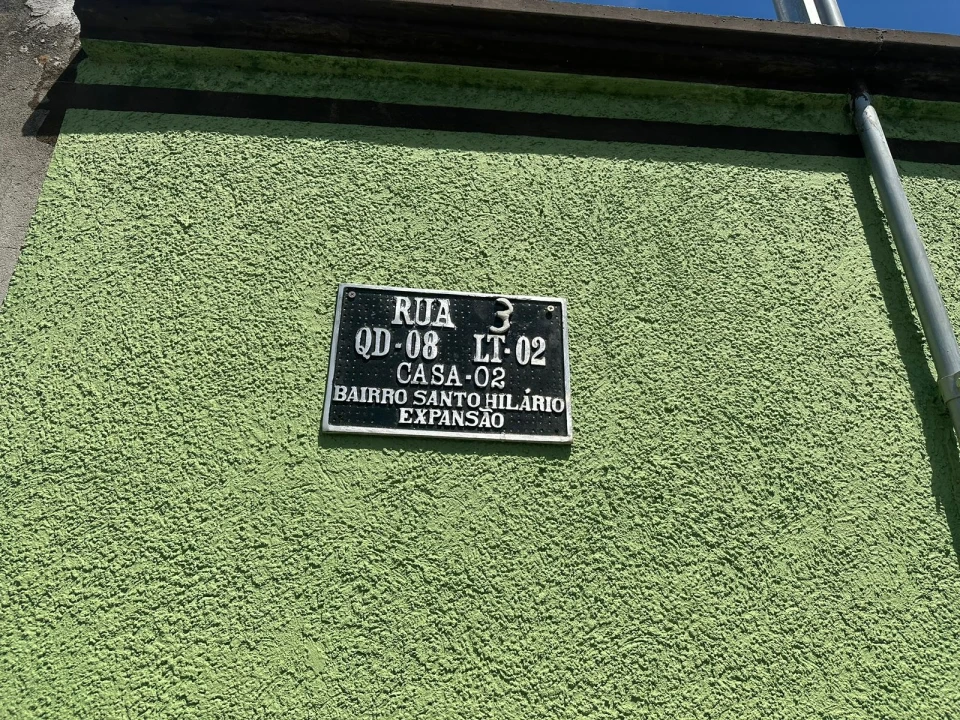 RUA 3
QD-08 LT-02
CASA-02
BAIRRO SANTO HILÁRIO
EXPANSÃO